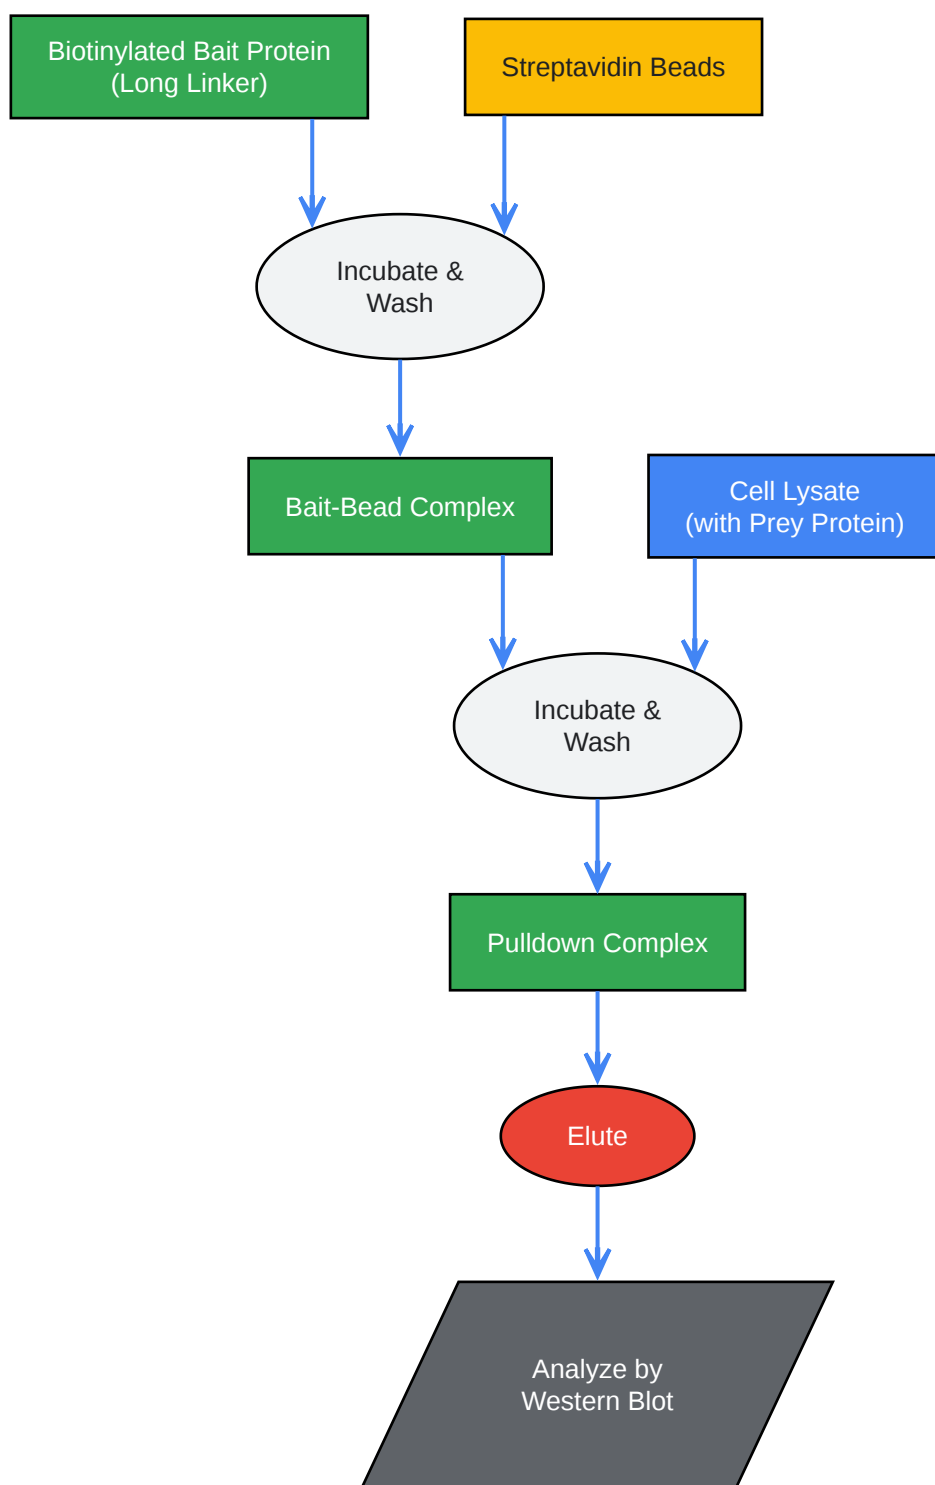 Biotinylated Bait Protein
(Long Linker)
Streptavidin Beads
Incubate &
Wash
Bait-Bead Complex
Cell Lysate
(with Prey Protein)
Incubate &
Wash
Pulldown Complex
Elute
Analyze by
Western Blot